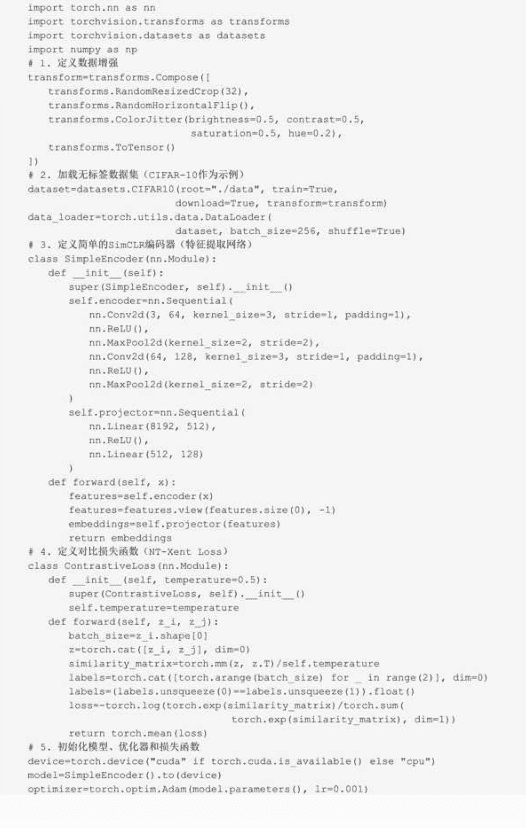 import torch.nn as nn
import torchvision.transforms as transforms
import torchvision.datasets as datasets
import numpy as np
# 1. 定义数据增强
transform=transforms.Compose([
    transforms.RandomResizedCrop(32),
    transforms.RandomHorizontalFlip(),
    transforms.ColorJitter(brightness=0.5, contrast=0.5,
                           saturation=0.5, hue=0.2),
    transforms.ToTensor()
])
# 2. 加载无标签数据集（CIFAR-10作为示例）
dataset=datasets.CIFAR10(root="./data", train=True,
                         download=True, transform=transform)
data_loader=torch.utils.data.DataLoader(
                         dataset, batch_size=256, shuffle=True)
# 3. 定义简单的SimCLR编码器（特征提取网络）
class SimpleEncoder(nn.Module):
    def __init__(self):
        super(SimpleEncoder, self).__init__()
        self.encoder=nn.Sequential(
            nn.Conv2d(3, 64, kernel_size=3, stride=1, padding=1),
            nn.ReLU(),
            nn.MaxPool2d(kernel_size=2, stride=2),
            nn.Conv2d(64, 128, kernel_size=3, stride=1, padding=1),
            nn.ReLU(),
            nn.MaxPool2d(kernel_size=2, stride=2)
        )
        self.projector=nn.Sequential(
            nn.Linear(8192, 512),
            nn.ReLU(),
            nn.Linear(512, 128)
        )
    def forward(self, x):
        features=self.encoder(x)
        features=features.view(features.size(0), -1)
        embeddings=self.projector(features)
        return embeddings
# 4. 定义对比损失函数（NT-Xent Loss）
class ContrastiveLoss(nn.Module):
    def __init__(self, temperature=0.5):
        super(ContrastiveLoss, self).__init__()
        self.temperature=temperature
    def forward(self, z_i, z_j):
        batch_size=z_i.shape[0]
        z=torch.cat([z_i, z_j], dim=0)
        similarity_matrix=torch.mm(z, z.T)/self.temperature
        labels=torch.cat([torch.arange(batch_size) for _ in range(2)], dim=0)
        labels=(labels.unsqueeze(0)==labels.unsqueeze(1)).float()
        loss=-torch.log(torch.exp(similarity_matrix)/torch.sum(
                                torch.exp(similarity_matrix), dim=1))
        return torch.mean(loss)
# 5. 初始化模型、优化器和损失函数
device=torch.device("cuda" if torch.cuda.is_available() else "cpu")
model=SimpleEncoder().to(device)
optimizer=torch.optim.Adam(model.parameters(), lr=0.001)